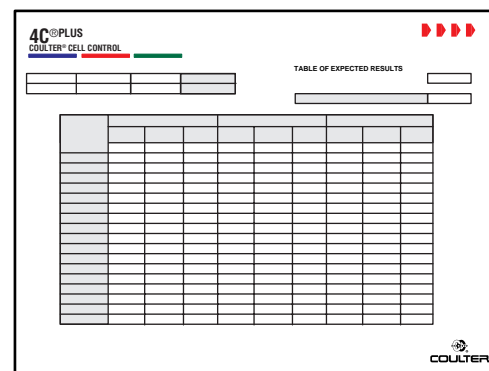 4C®PLUS
COULTER® CELL CONTROL
TABLE OF EXPECTED RESULTS
COULTER